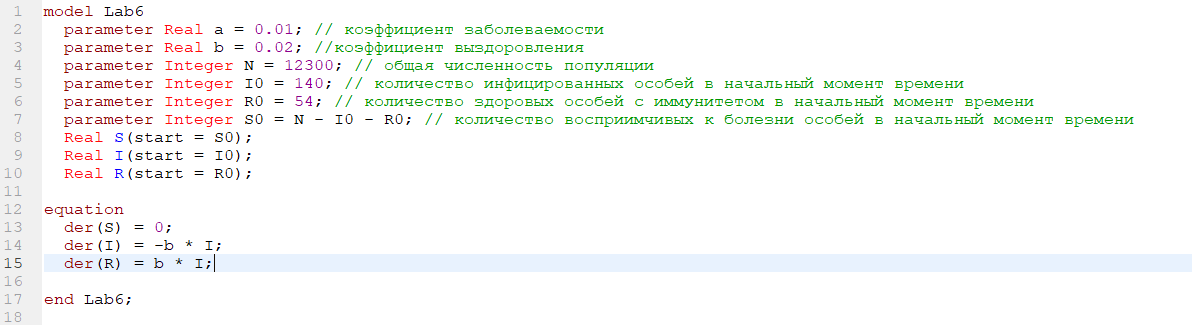 1 model Lab6
2   parameter Real a = 0.01; // коэффициент заболеваемости
3   parameter Real b = 0.02; //коэффициент выздоровления
4   parameter Integer N = 12300; // общая численность популяции
5   parameter Integer I0 = 140; // количество инфицированных особей в начальный момент времени
6   parameter Integer R0 = 54; // количество здоровых особей с иммунитетом в начальный момент времени
7   parameter Integer S0 = N - I0 - R0; // количество восприимчивых к болезни особей в начальный момент времени
8   Real S(start = S0);
9   Real I(start = I0);
10   Real R(start = R0);
11
12 equation
13   der(S) = 0;
14   der(I) = -b * I;
15   der(R) = b * I;
16
17 end Lab6;
18